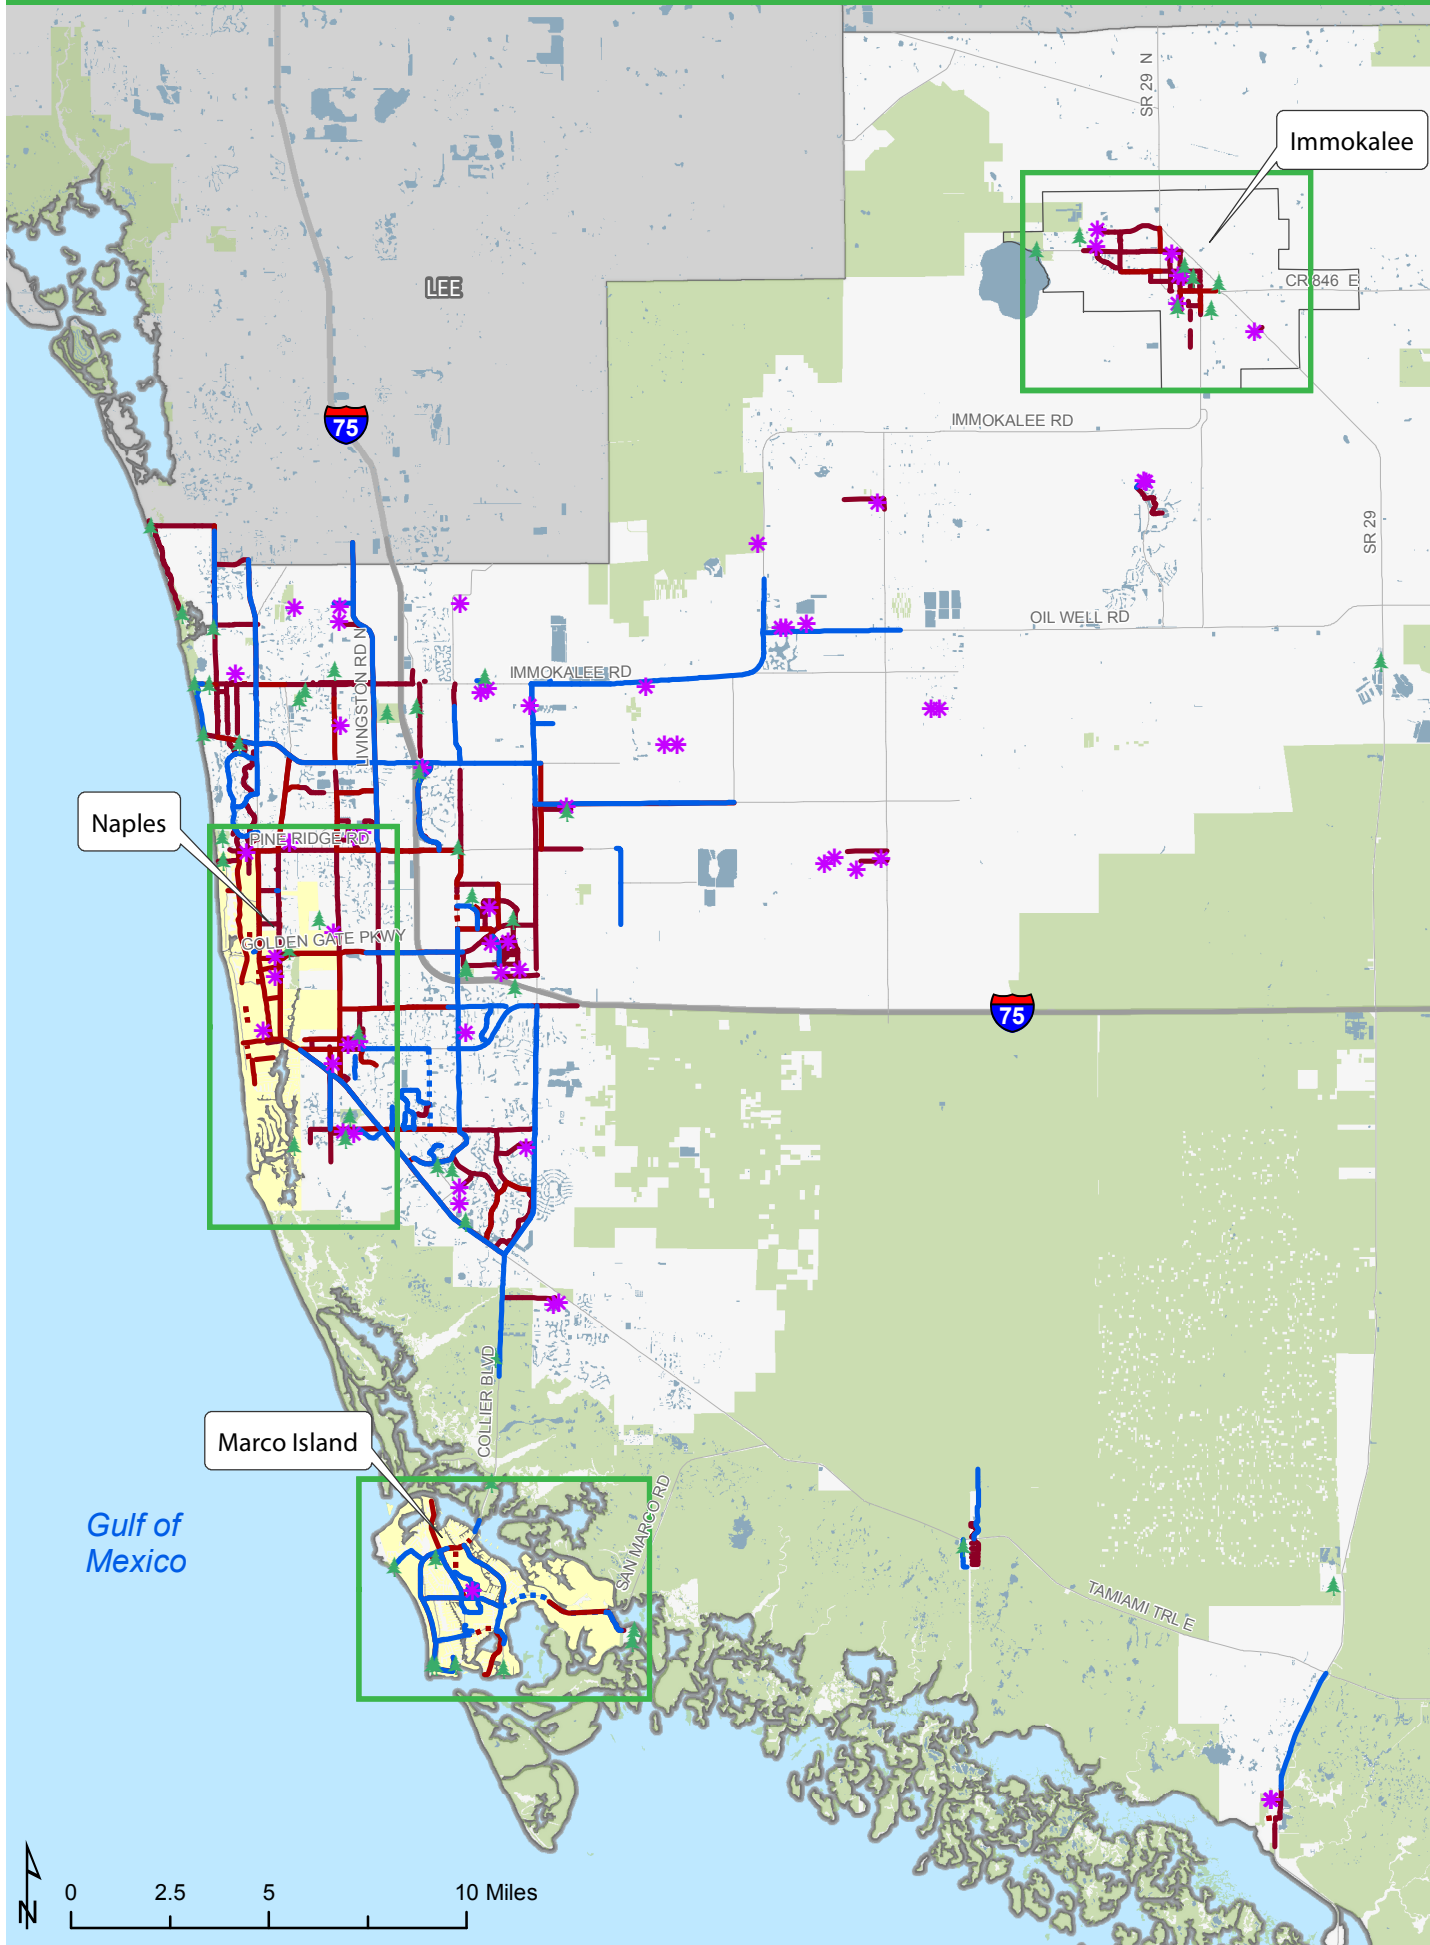 SR 29 N
Immokalee
LEE
CR 846 E
75
IMMOKALEE RD
SR 29
OIL WELL RD
LIVINGSTON RD N
IMMOKALEE RD
Naples
PINE RIDGE RD
GOLDEN GATE PKWY
75
COLLIER BLVD
Marco Island
SAN MARCO RD
Gulf of
Mexico
TAMIAMI TRL E
N
0 2.5 5 10 Miles